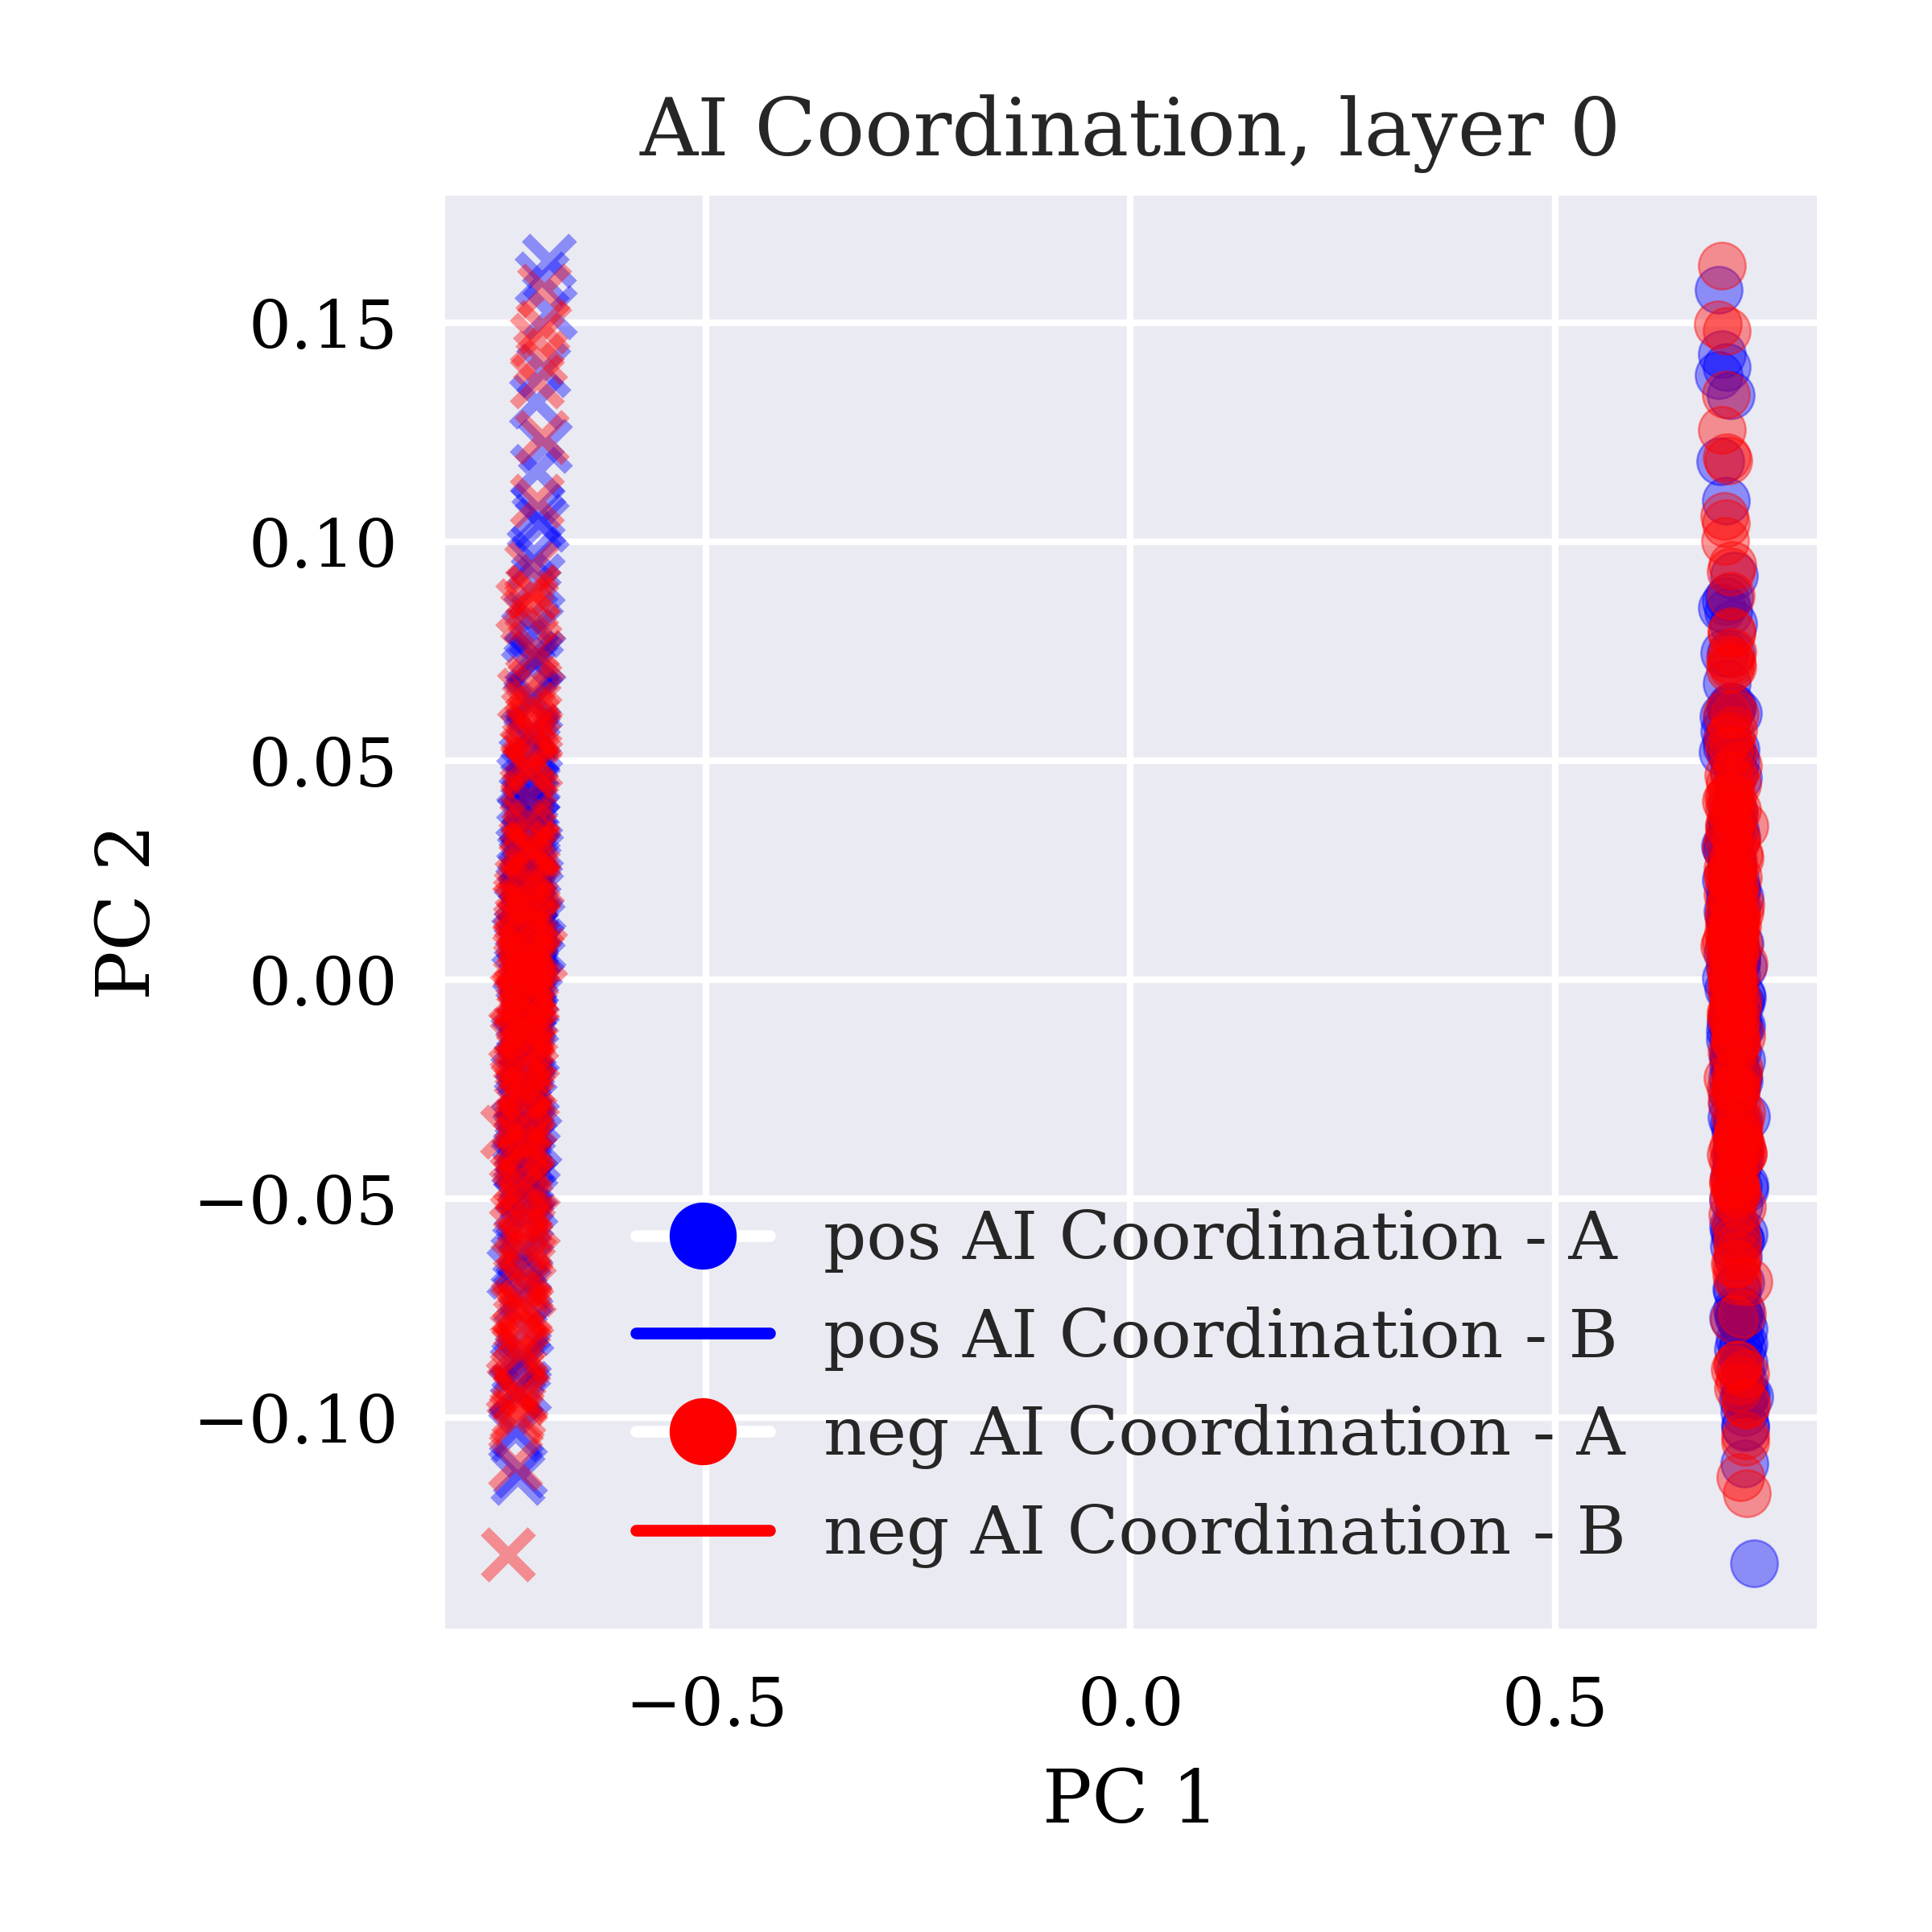 AI Coordination, layer 0
0.15
0.10
0.05
0.00
−0.05
−0.10
PC 2
pos AI Coordination - A
pos AI Coordination - B
neg AI Coordination - A
neg AI Coordination - B
−0.5 0.0 0.5
PC 1